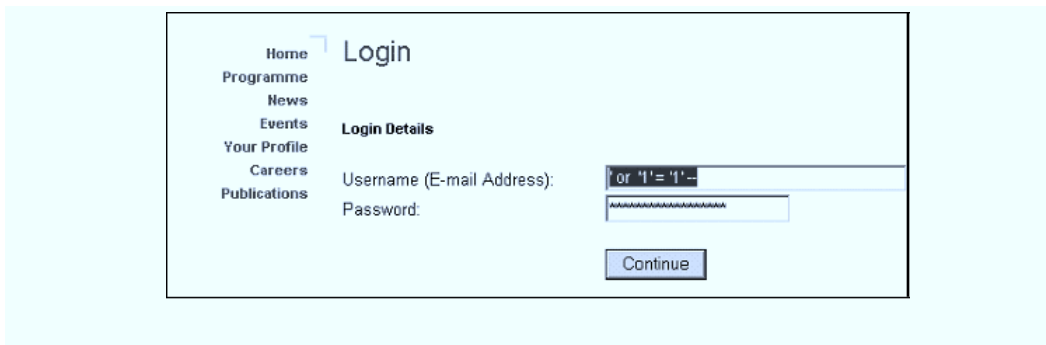 Home
Programme
News
Events
Your Profile
Careers
Publications
Login
Login Details
Username (E-mail Address):
' or '1' = '1' --
Password:
******************
Continue